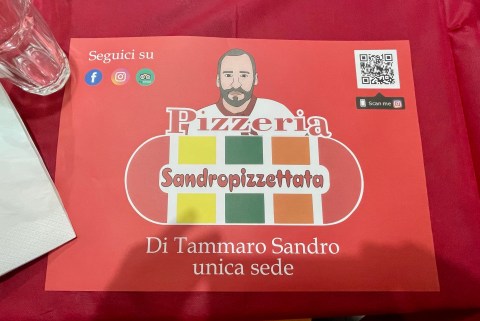 Seguici su
Scan me
Pizzeria
Sandropizzettata
Di Tammaro Sandro
unica sede